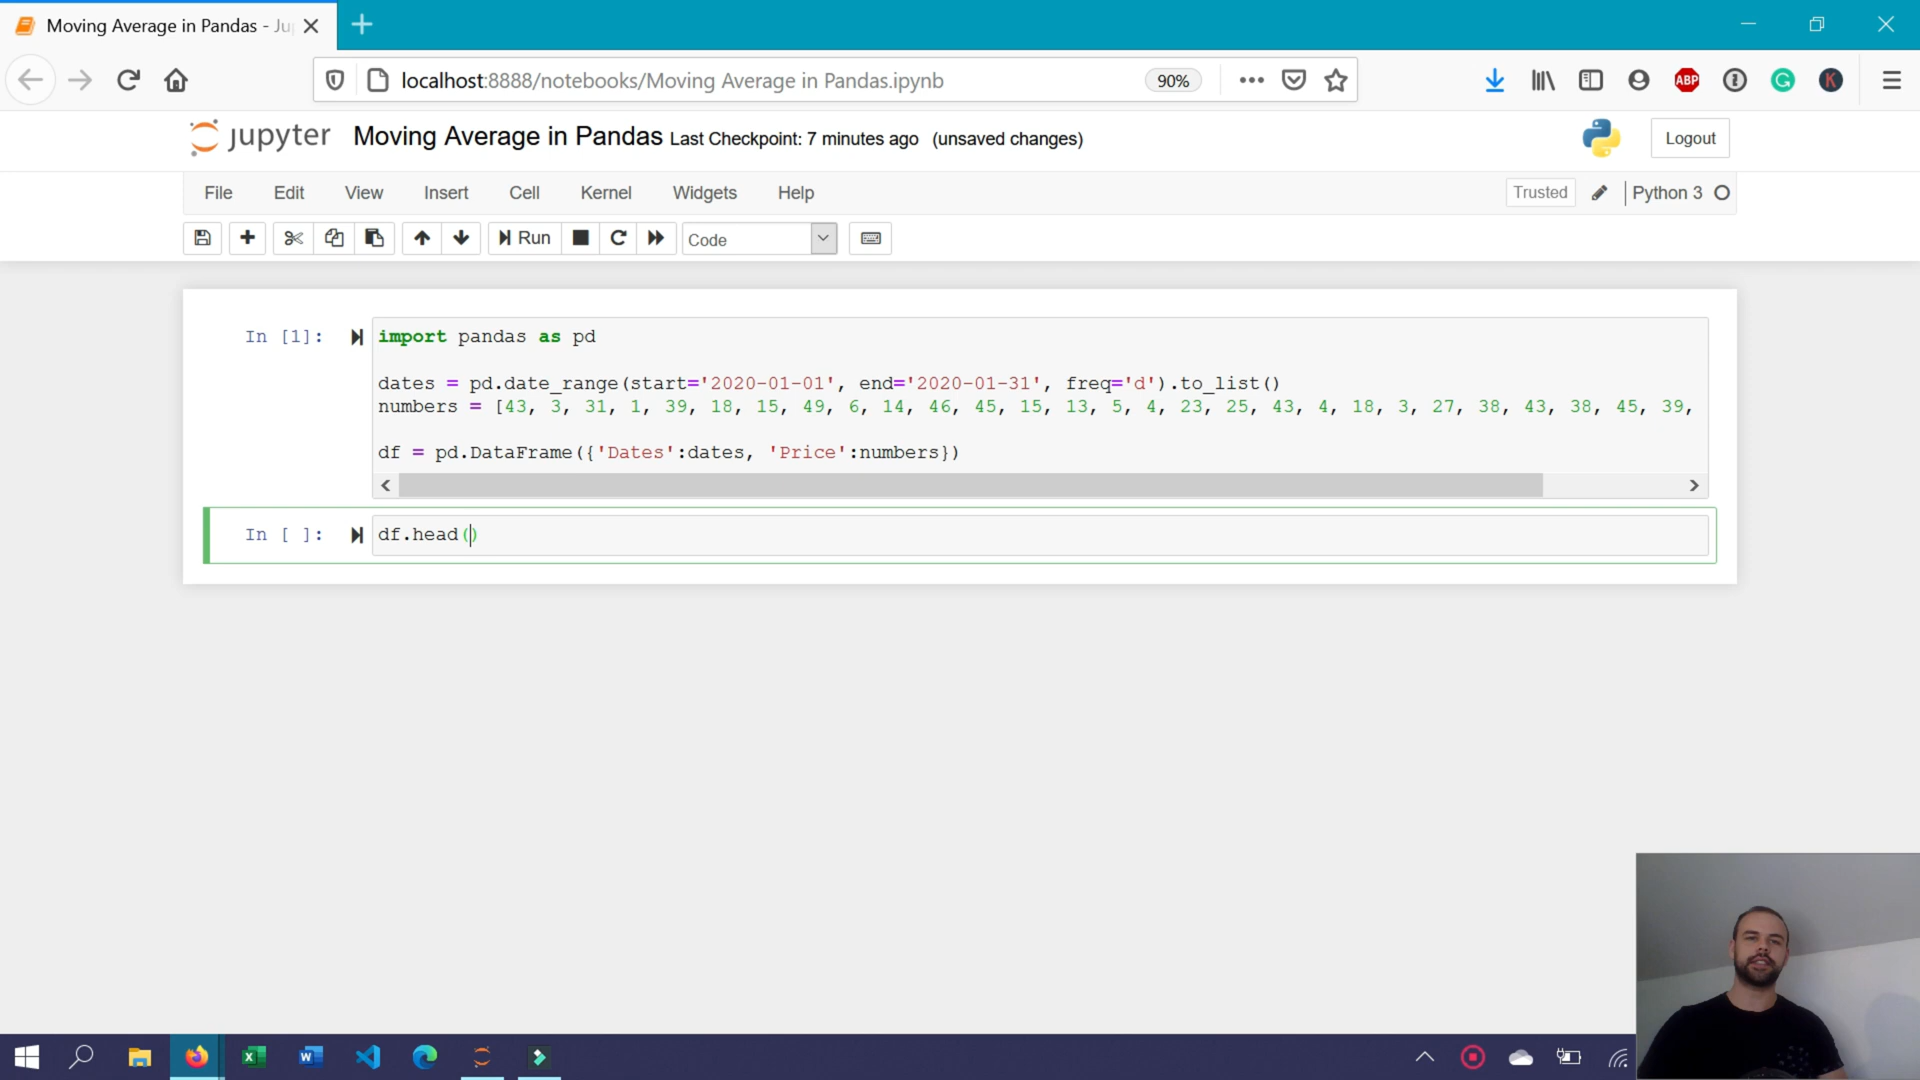 Moving Average in Pandas - Ju
localhost:8888/notebooks/Moving Average in Pandas.ipynb
90%
ABP
K
jupyter Moving Average in Pandas Last Checkpoint: 7 minutes ago (unsaved changes)
Logout
File Edit View Insert Cell Kernel Widgets Help
Trusted
Python 3
Run
Code
In [1]:
import pandas as pd
dates = pd.date_range(start='2020-01-01', end='2020-01-31', freq='d').to_list()
numbers = [43, 3, 31, 1, 39, 18, 15, 49, 6, 14, 46, 45, 15, 13, 5, 4, 23, 25, 43, 4, 18, 3, 27, 38, 43, 38, 45, 39,
df = pd.DataFrame({'Dates':dates, 'Price':numbers})
In [ ]:
df.head()